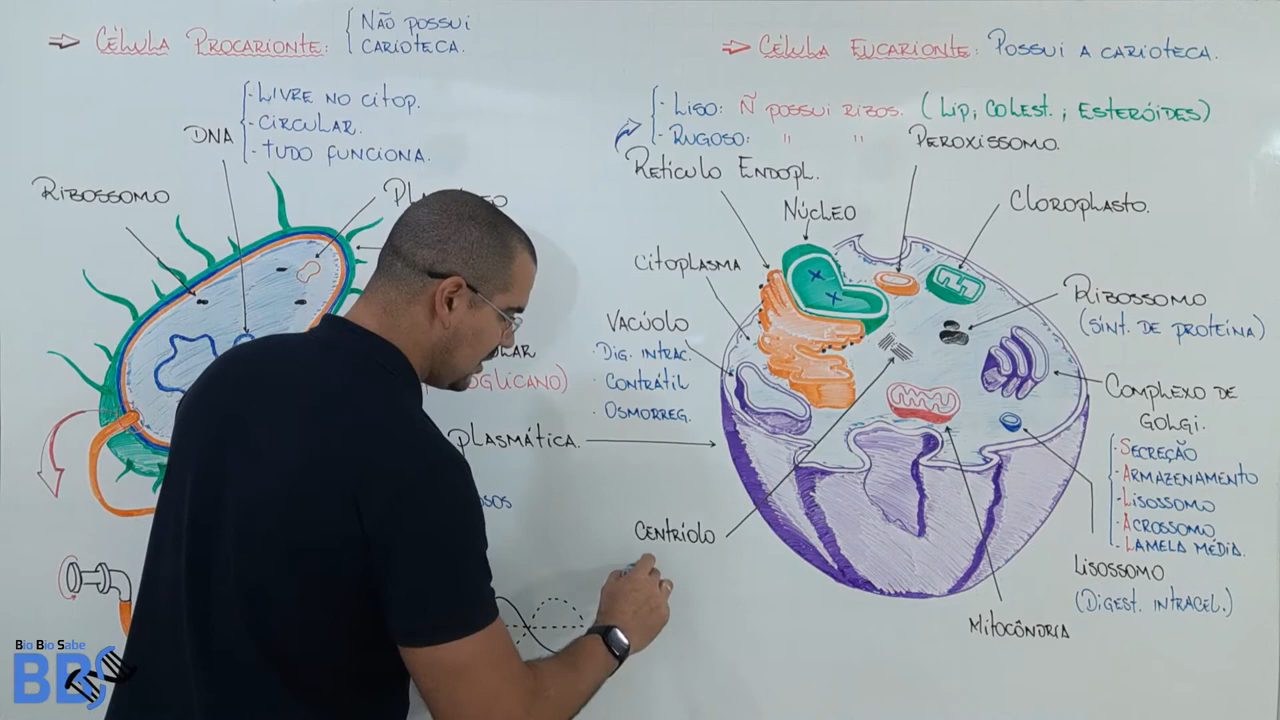 ⇒ CÉLULA PROCARIONTE: NÃO POSSUI
CARIOTECA.
DNA
- LIVRE NO CITOP.
- CIRCULAR.
- TUDO FUNCIONA.
RIBOSSOMO
PLASMÁTICA.
⇒ CÉLULA EUCARIONTE: POSSUI A CARIOTECA.
- LISO: Ñ POSSUI RIBOS. (LIP; COLEST.; ESTERÓIDES)
- RUGOSO: " "
RETÍCULO ENDOPL.
PEROXISSOMO.
NÚCLEO
CLOROPLASTO.
CITOPLASMA
RIBOSSOMO
(SÍNT. DE PROTEÍNA)
VACÚOLO
· DIG. INTRAC.
· CONTRÁTIL
· OSMORREG.
COMPLEXO DE
GOLGI.
- SECREÇÃO
- ARMAZENAMENTO
- LISOSSOMO
- ACROSSOMO
- LAMELA MÉDIA.
CENTRÍOLO
LISOSSOMO
(DIGEST. INTRACEL.)
MITOCÔNDRIA
Bio Bio Sabe
BBS